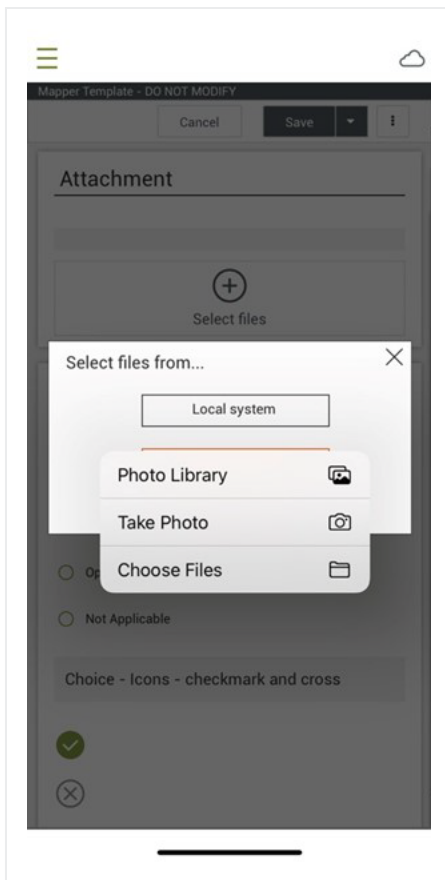 Mapper Template - DO NOT MODIFY
Cancel
Save
Attachment
Select files
Select files from...
Local system
Photo Library
Take Photo
Choose Files
Not Applicable
Choice - Icons - checkmark and cross